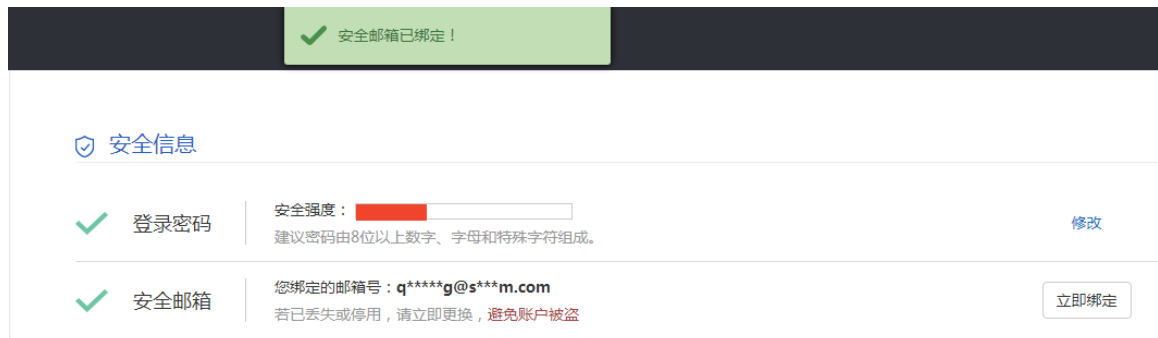 安全邮箱已绑定！
安全信息
登录密码
安全强度：
建议密码由8位以上数字、字母和特殊字符组成。
修改
安全邮箱
您绑定的邮箱号：q*****g@s***m.com
若已丢失或停用，请立即更换，避免账户被盗
立即绑定